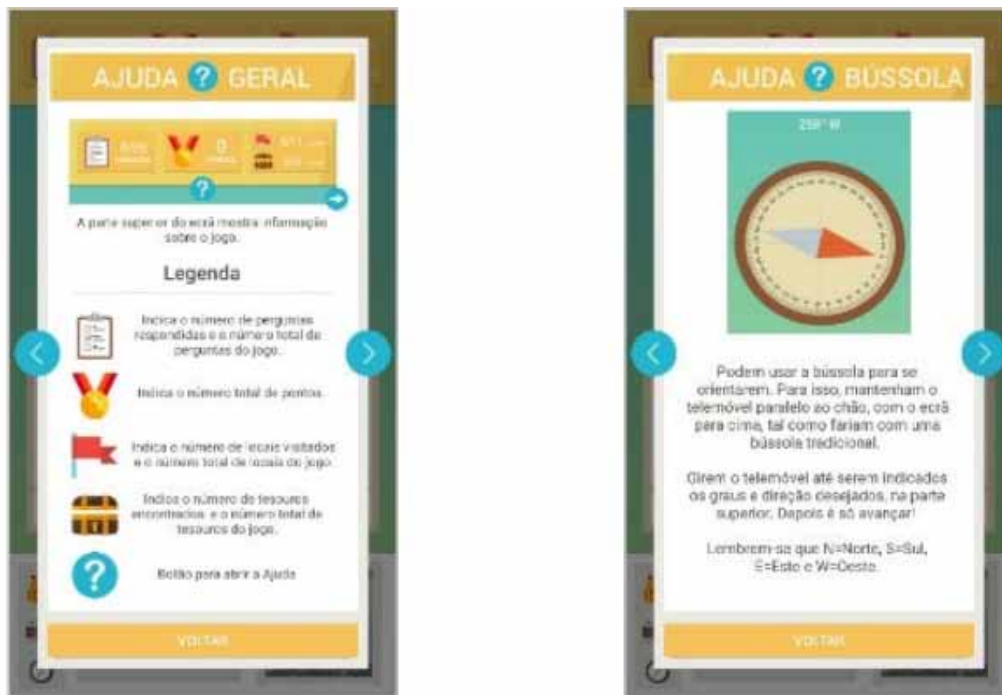 AJUDA ? GERAL
?
A parte superior do ecrã mostra informação
sobre o jogo.
Legenda
Indica o número de perguntas
respondidas e o número total de
perguntas do jogo.
Indica o número total de pontos.
Indica o número de locais visitados
e o número total de locais do jogo.
Indica o número de tesouros
encontrados e o número total de
tesouros do jogo.
?
Botão para abrir a Ajuda
VOLTAR
AJUDA ? BÚSSOLA
W
Podem usar a bússola para se
orientarem. Para isso, mantenham o
telemóvel paralelo ao chão, com o ecrã
para cima, tal como fariam com uma
bússola tradicional.
Girem o telemóvel até serem indicados
os graus e direção desejados, na parte
superior. Depois é só avançar!
Lembrem-se que N=Norte, S=Sul,
E=Este e W=Oeste.
VOLTAR